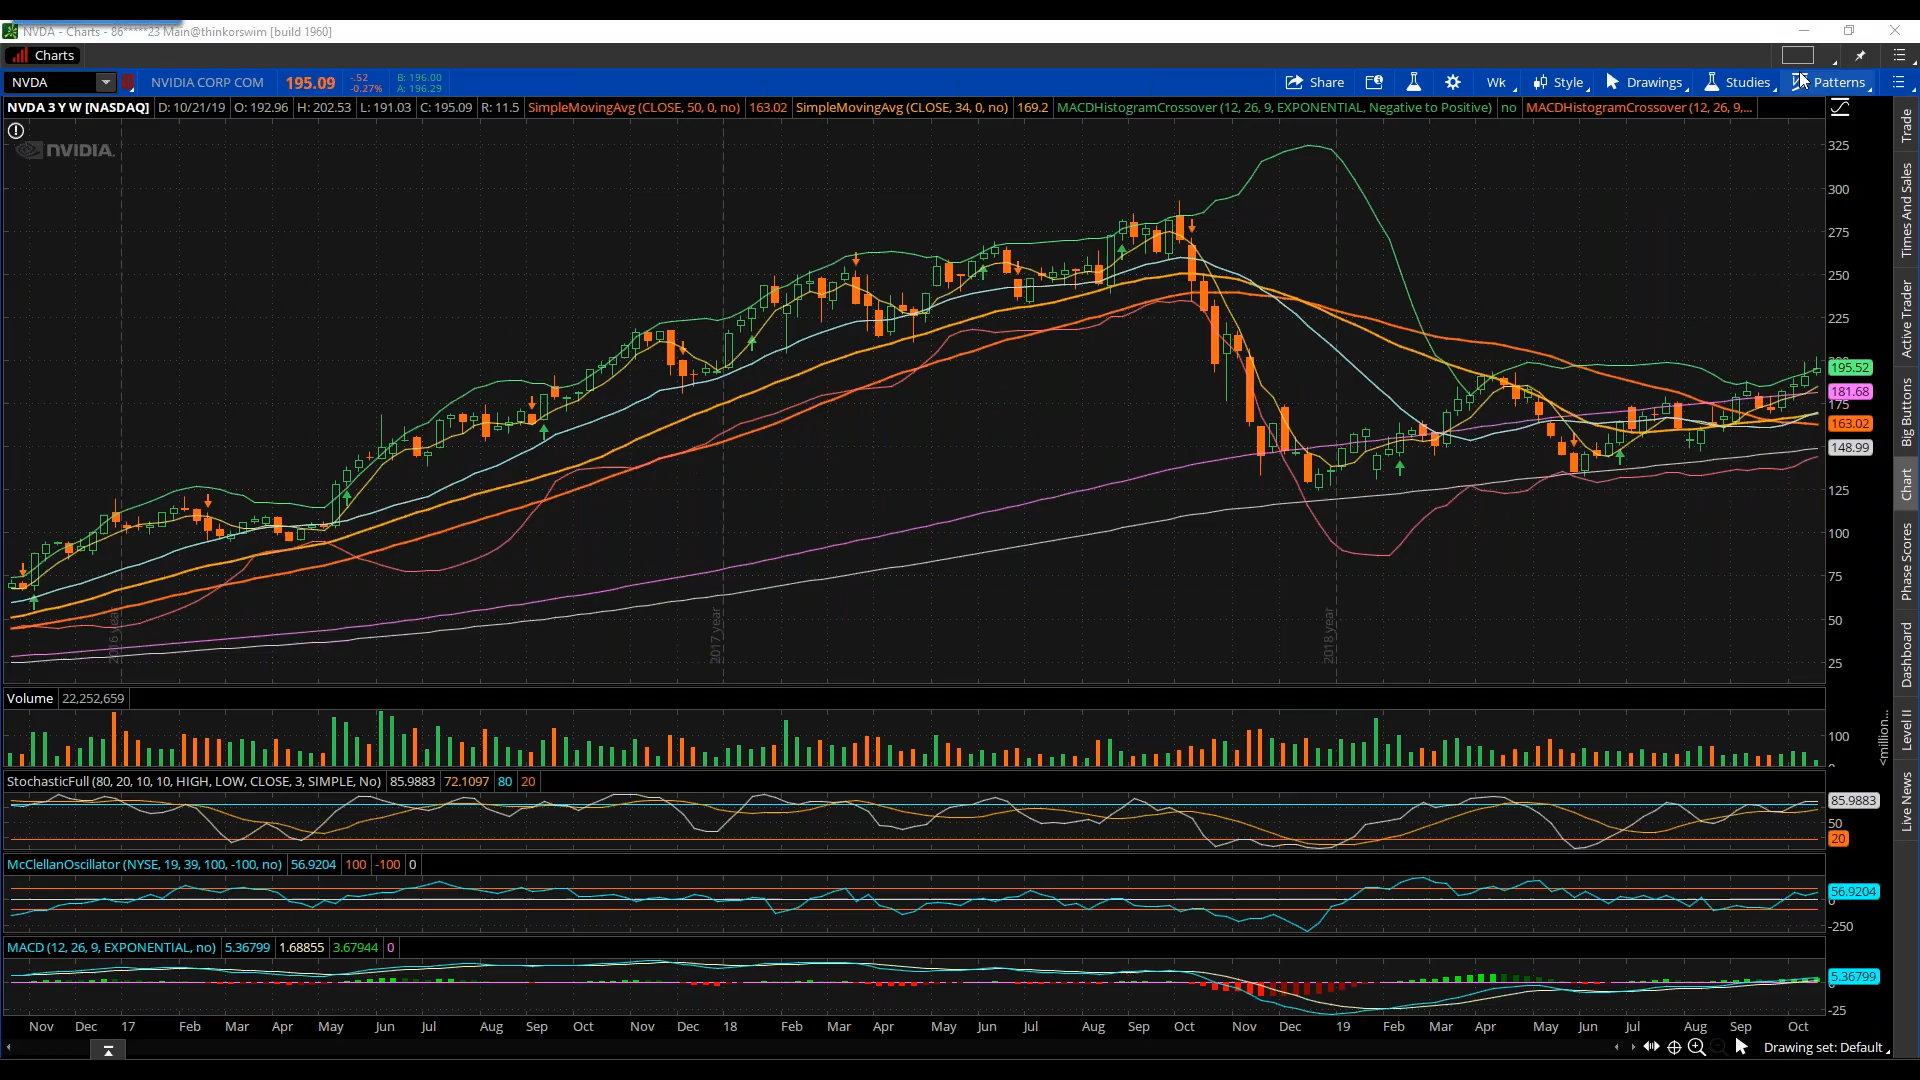 NVDA - Charts - 86*****23 Main@thinkorswim [build 1960]
Charts
NVDA NVIDIA CORP COM 195.09 -.52 -0.27% B: 196.00 A: 196.29 Share Wk Style Drawings Studies Patterns
NVDA 3 Y W [NASDAQ] D: 10/21/19 O: 192.96 H: 202.53 L: 191.03 C: 195.09 R: 11.5 SimpleMovingAvg (CLOSE, 50, 0, no) 163.02 SimpleMovingAvg (CLOSE, 34, 0, no) 169.2 MACDHistogramCrossover (12, 26, 9, EXPONENTIAL, Negative to Positive) no MACDHistogramCrossover (12, 26, 9,...
NVIDIA.
325
300
275
250
225
195.52
181.68
175
163.02
148.99
125
100
75
50
25
2017 year
2018 year
Volume 22,252,659
100
<million...
StochasticFull (80, 20, 10, 10, HIGH, LOW, CLOSE, 3, SIMPLE, No) 85.9883 72.1097 80 20
85.9883
50
20
McClellanOscillator (NYSE, 19, 39, 100, -100, no) 56.9204 100 -100 0
56.9204
-250
MACD (12, 26, 9, EXPONENTIAL, no) 5.36799 1.68855 3.67944 0
5.36799
-25
Nov Dec 17 Feb Mar Apr May Jun Jul Aug Sep Oct Nov Dec 18 Feb Mar Apr May Jun Jul Aug Sep Oct Nov Dec 19 Feb Mar Apr May Jun Jul Aug Sep Oct
Drawing set: Default
Trade
Times And Sales
Active Trader
Big Buttons
Chart
Phase Scores
Dashboard
Level II
Live News